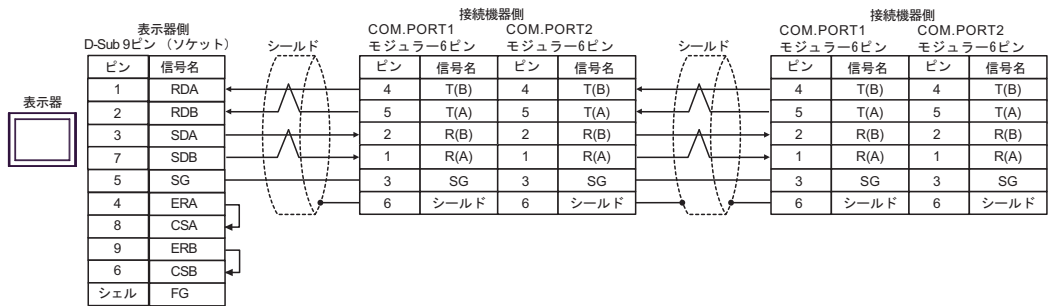 表示器
表示器側
D-Sub 9ピン （ソケット）
ピン 信号名
1 RDA
2 RDB
3 SDA
7 SDB
5 SG
4 ERA
8 CSA
9 ERB
6 CSB
シェル FG
シールド
接続機器側
COM.PORT1 COM.PORT2
モジュラー6ピン モジュラー6ピン
ピン 信号名 ピン 信号名
4 T(B) 4 T(B)
5 T(A) 5 T(A)
2 R(B) 2 R(B)
1 R(A) 1 R(A)
3 SG 3 SG
6 シールド 6 シールド
シールド
接続機器側
COM.PORT1 COM.PORT2
モジュラー6ピン モジュラー6ピン
ピン 信号名 ピン 信号名
4 T(B) 4 T(B)
5 T(A) 5 T(A)
2 R(B) 2 R(B)
1 R(A) 1 R(A)
3 SG 3 SG
6 シールド 6 シールド